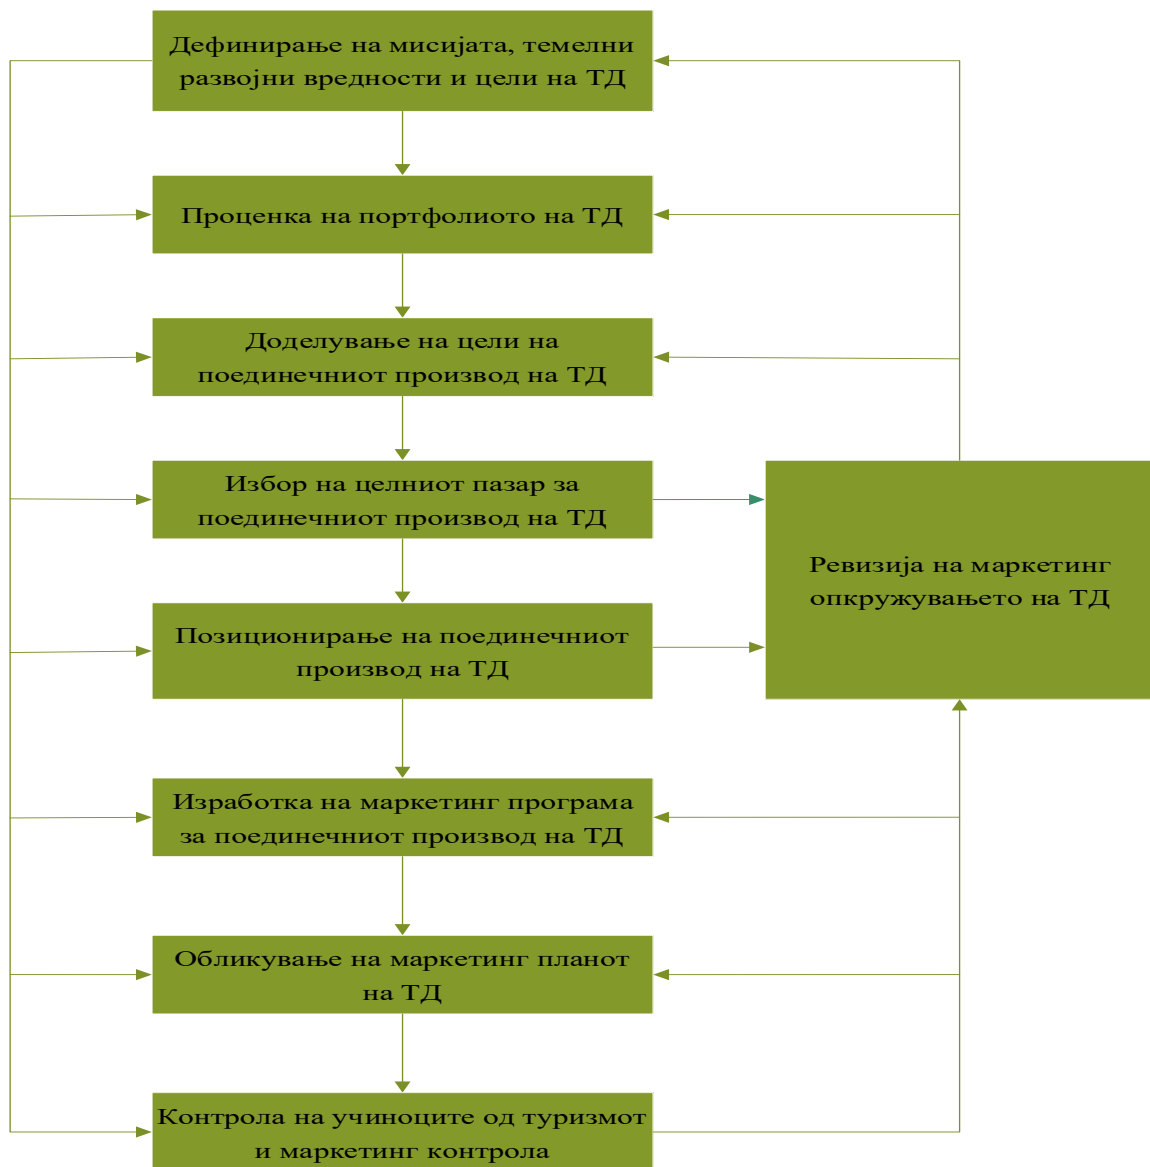 Дефинирање на мисијата, темелни
развојни вредности и цели на ТД
Проценка на портфолиото на ТД
Доделување на цели на
поединечниот производ на ТД
Избор на целниот пазар за
поединечниот производ на ТД
Ревизија на маркетинг
опкружувањето на ТД
Позиционирање на поединечниот
производ на ТД
Изработка на маркетинг програма
за поединечниот производ на ТД
Обликување на маркетинг планот
на ТД
Контрола на учиноците од туризмот
и маркетинг контрола